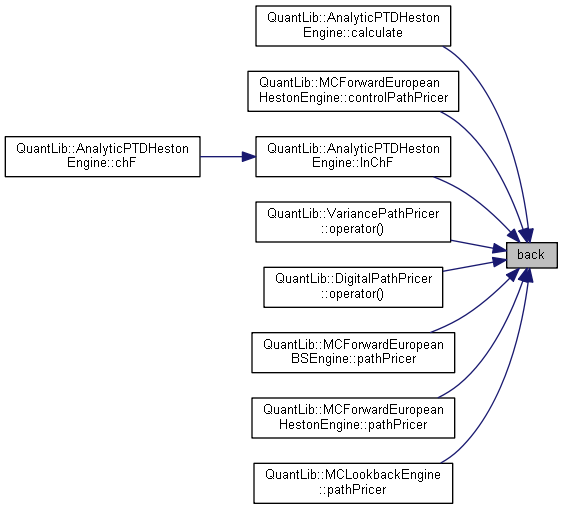 QuantLib::AnalyticPTDHeston
Engine::calculate
QuantLib::MCForwardEuropean
HestonEngine::controlPathPricer
QuantLib::AnalyticPTDHeston
Engine::chF
QuantLib::AnalyticPTDHeston
Engine::lnChF
QuantLib::VariancePathPricer
::operator()
back
QuantLib::DigitalPathPricer
::operator()
QuantLib::MCForwardEuropean
BSEngine::pathPricer
QuantLib::MCForwardEuropean
HestonEngine::pathPricer
QuantLib::MCLookbackEngine
::pathPricer